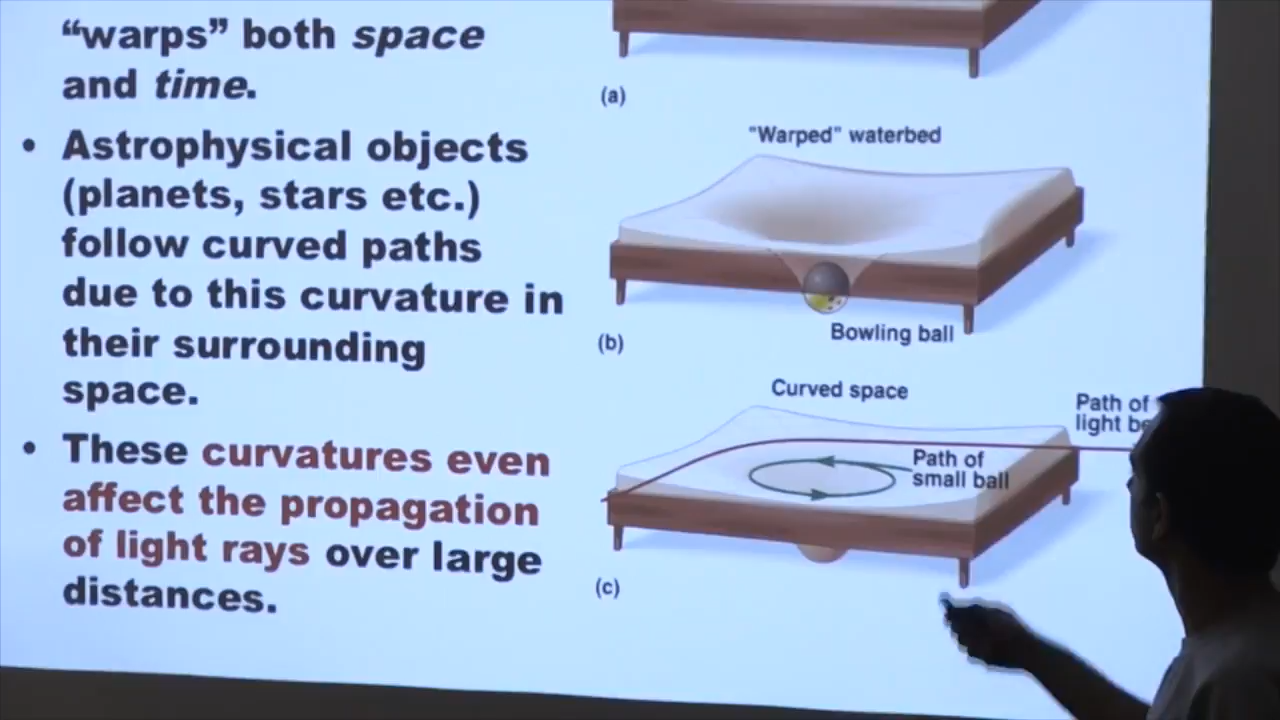 “warps” both space
and time.
• Astrophysical objects
(planets, stars etc.)
follow curved paths
due to this curvature in
their surrounding
space.
• These curvatures even
affect the propagation
of light rays over large
distances.
(a)
"Warped" waterbed
Bowling ball
(b)
Curved space
Path of
light
Path of
small ball
(c)